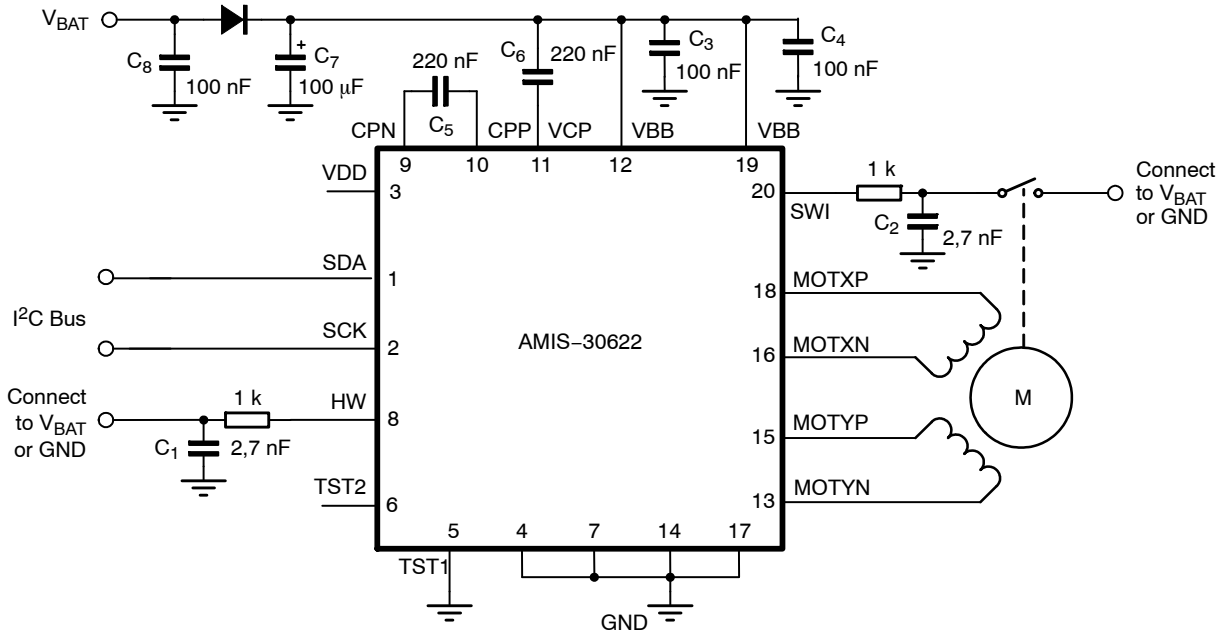 VBAT
C8
100 nF
+
C7
100 μF
220 nF
C5
C6
220 nF
C3
100 nF
C4
100 nF
CPN
CPP
VCP
VBB
VBB
9
10
11
12
19
VDD
3
20
SWI
1 k
C2
2,7 nF
Connect
to VBAT
or GND
SDA
1
I2C Bus
SCK
2
Connect
to VBAT
or GND
1 k
HW
8
C1
2,7 nF
TST2
6
AMIS−30622
18
MOTXP
16
MOTXN
15
MOTYP
13
MOTYN
M
5
4
7
14
17
TST1
GND